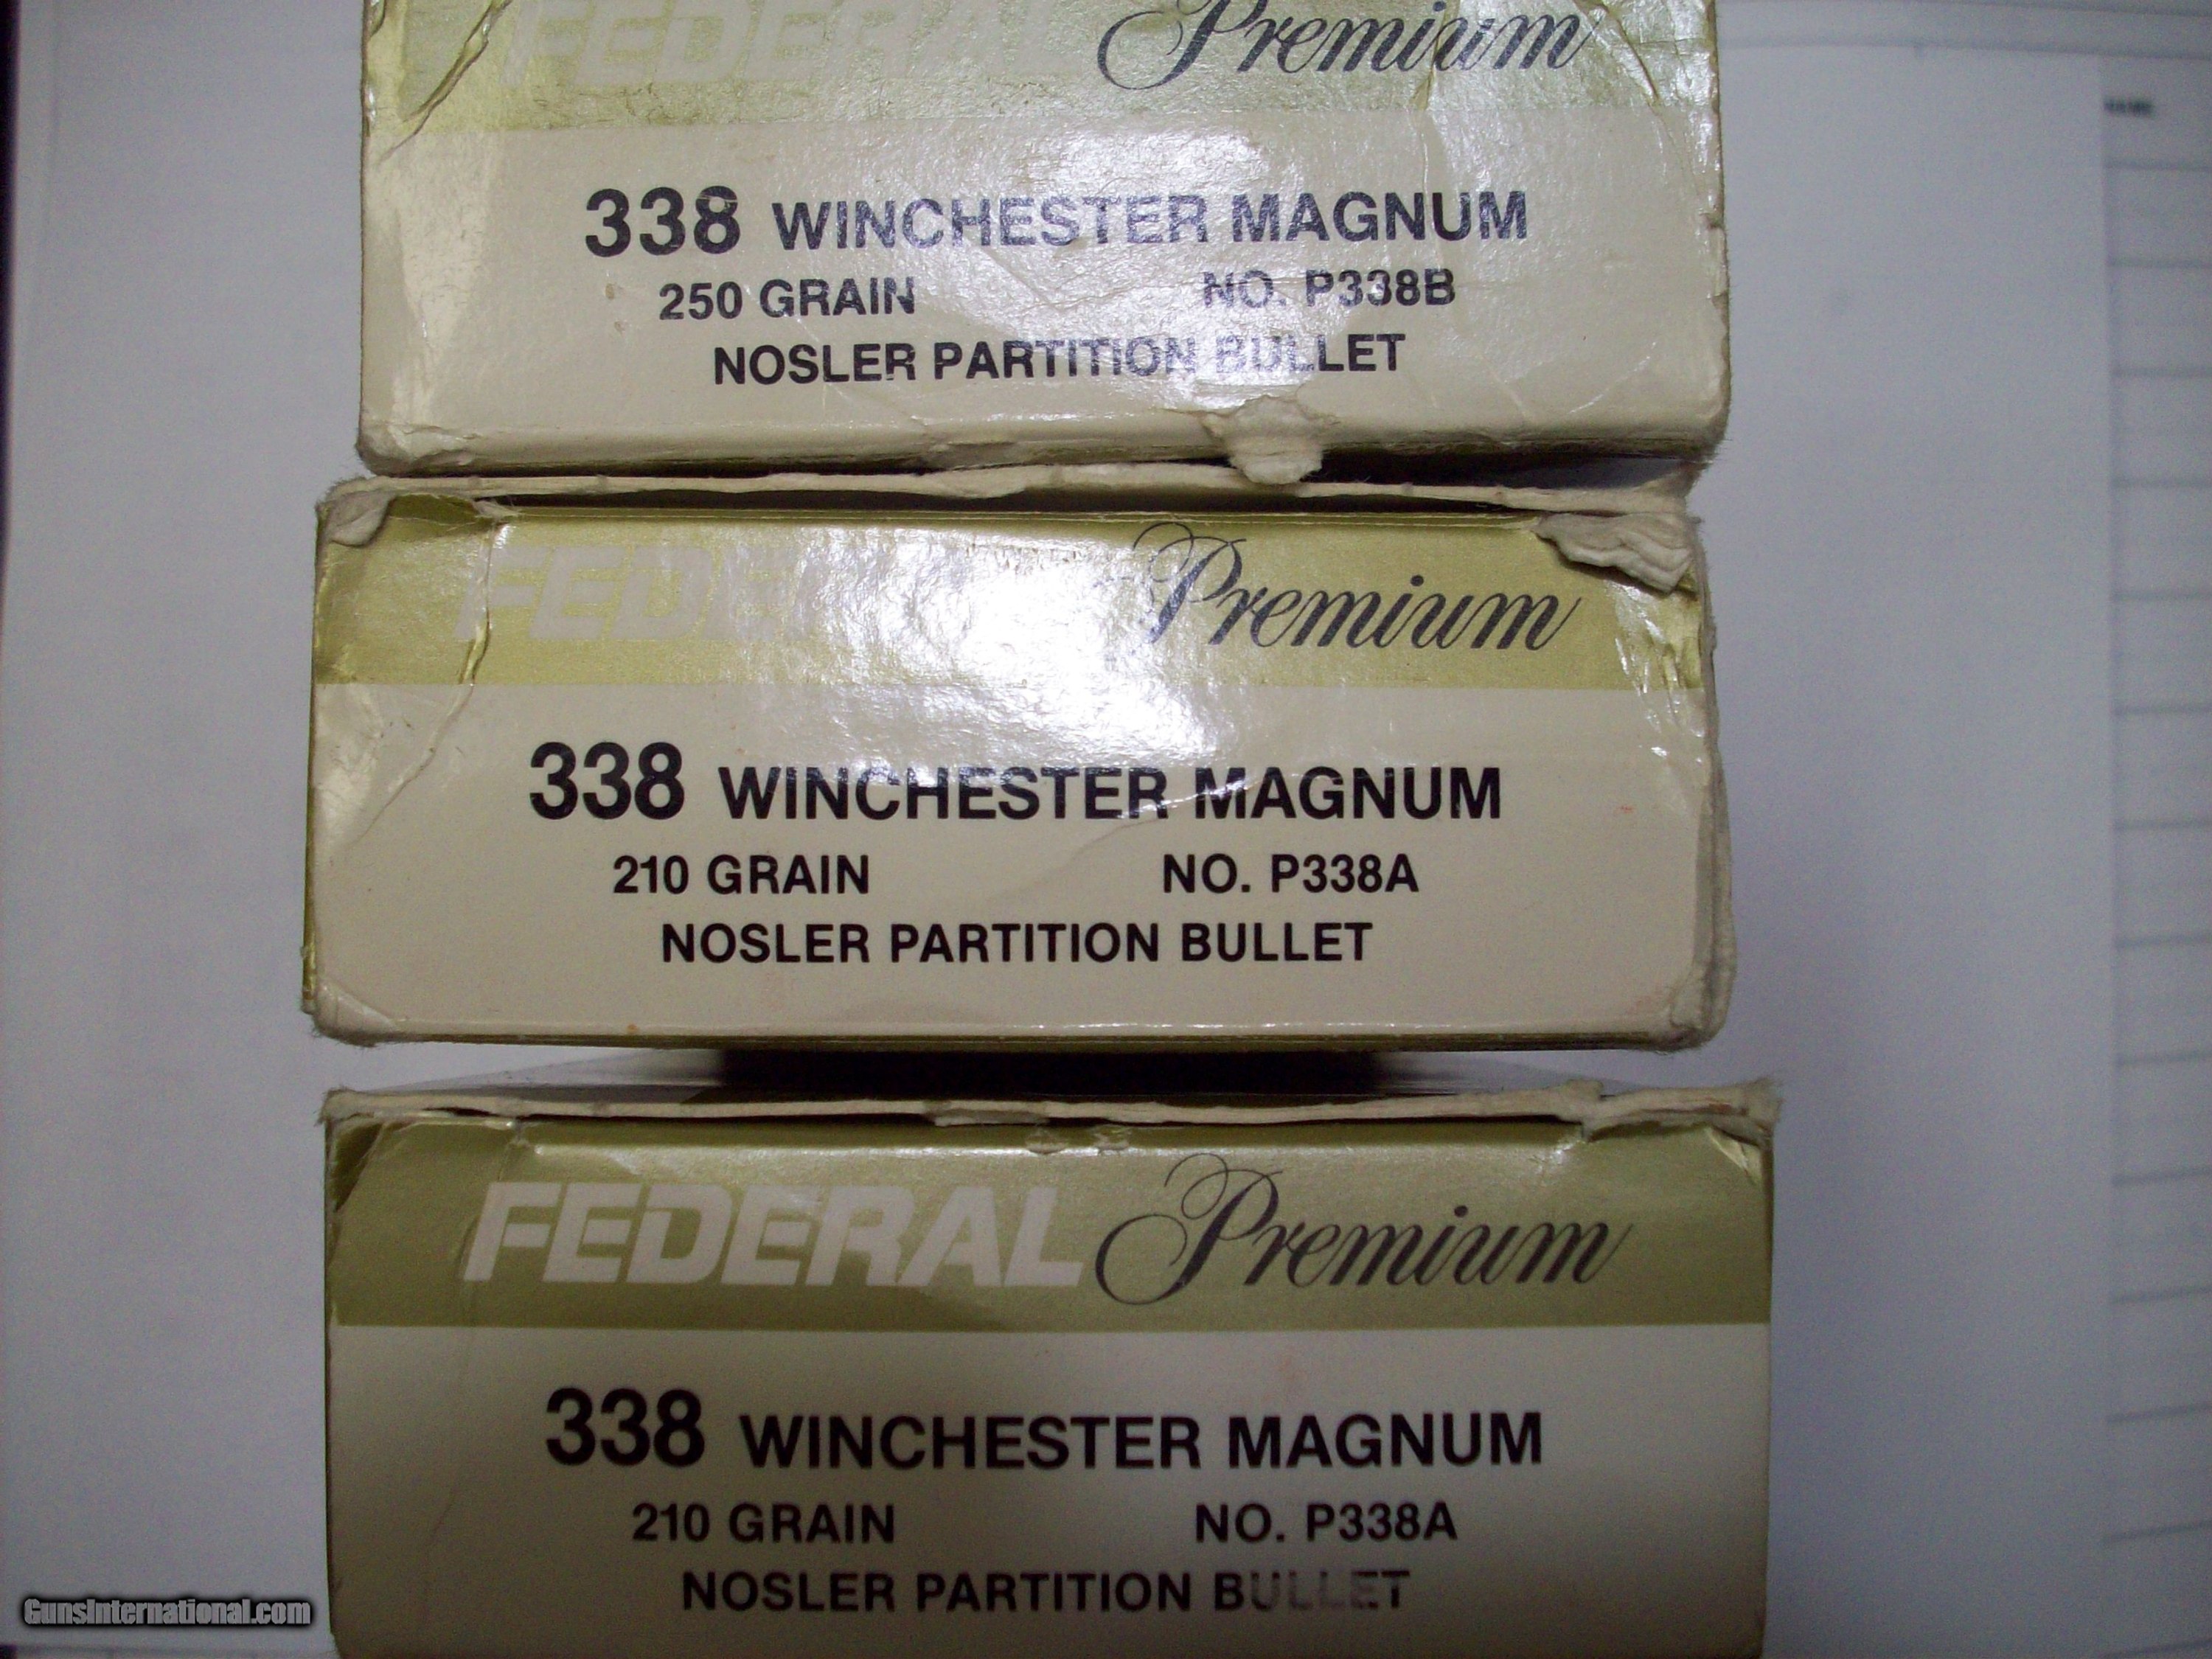 FEDERAL Premium
338 WINCHESTER MAGNUM
250 GRAIN NO. P338B
NOSLER PARTITION BULLET
FEDERAL Premium
338 WINCHESTER MAGNUM
210 GRAIN NO. P338A
NOSLER PARTITION BULLET
FEDERAL Premium
338 WINCHESTER MAGNUM
210 GRAIN NO. P338A
NOSLER PARTITION BULLET
GunsInternational.com